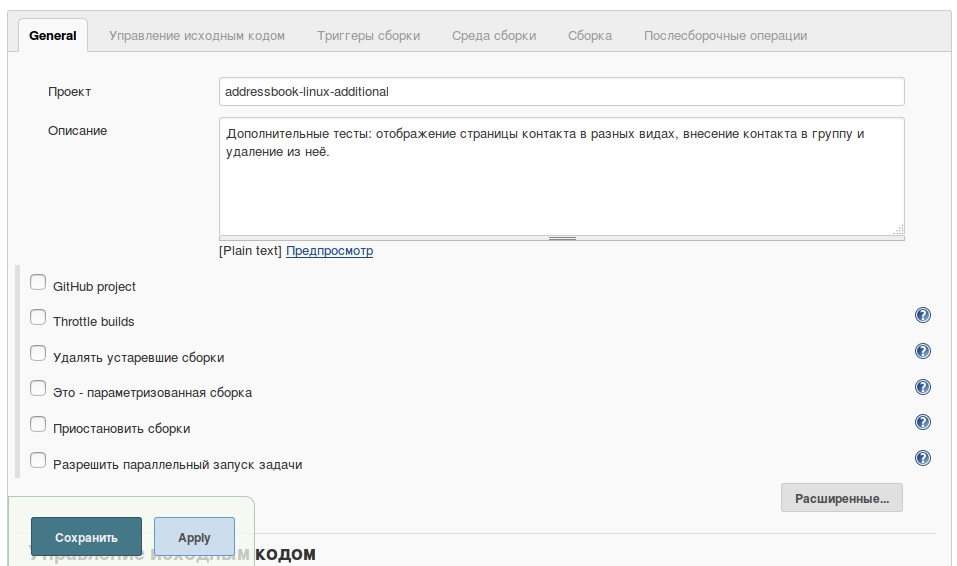 General Управление исходным кодом Триггеры сборки Среда сборки Сборка Послесборочные операции
Проект addressbook-linux-additional
Описание Дополнительные тесты: отображение страницы контакта в разных видах, внесение контакта в группу и
удаление из неё.
[Plain text] Предпросмотр
GitHub project
Throttle builds
Удалять устаревшие сборки
Это - параметризованная сборка
Приостановить сборки
Разрешить параллельный запуск задачи
Расширенные...
Сохранить Apply
Управление исходным кодом